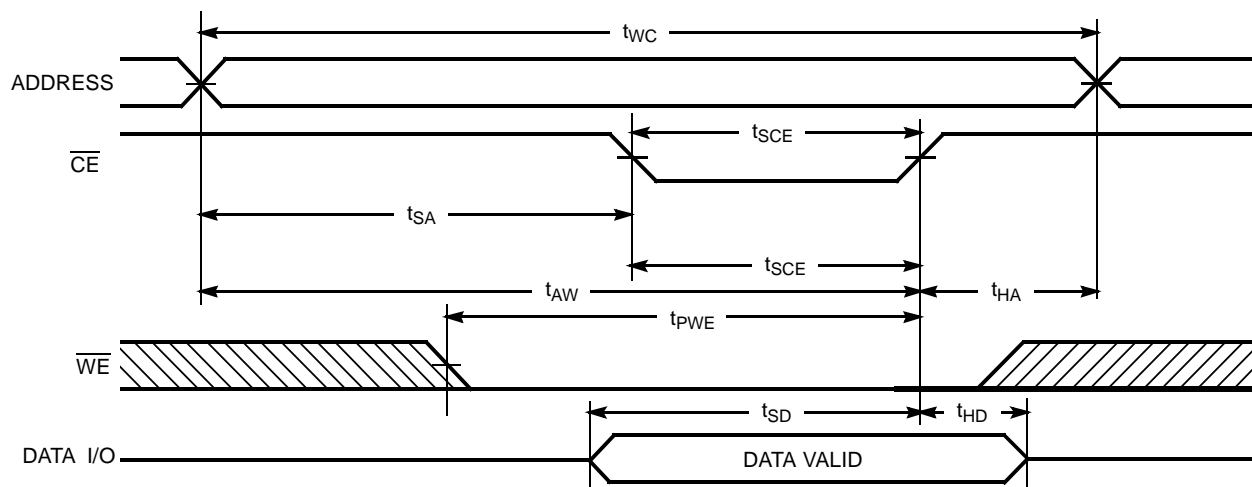 tWC
ADDRESS
tSCE
CE
tSA
tSCE
tAW
tHA
tPWE
WE
tSD
tHD
DATA I/O
DATA VALID